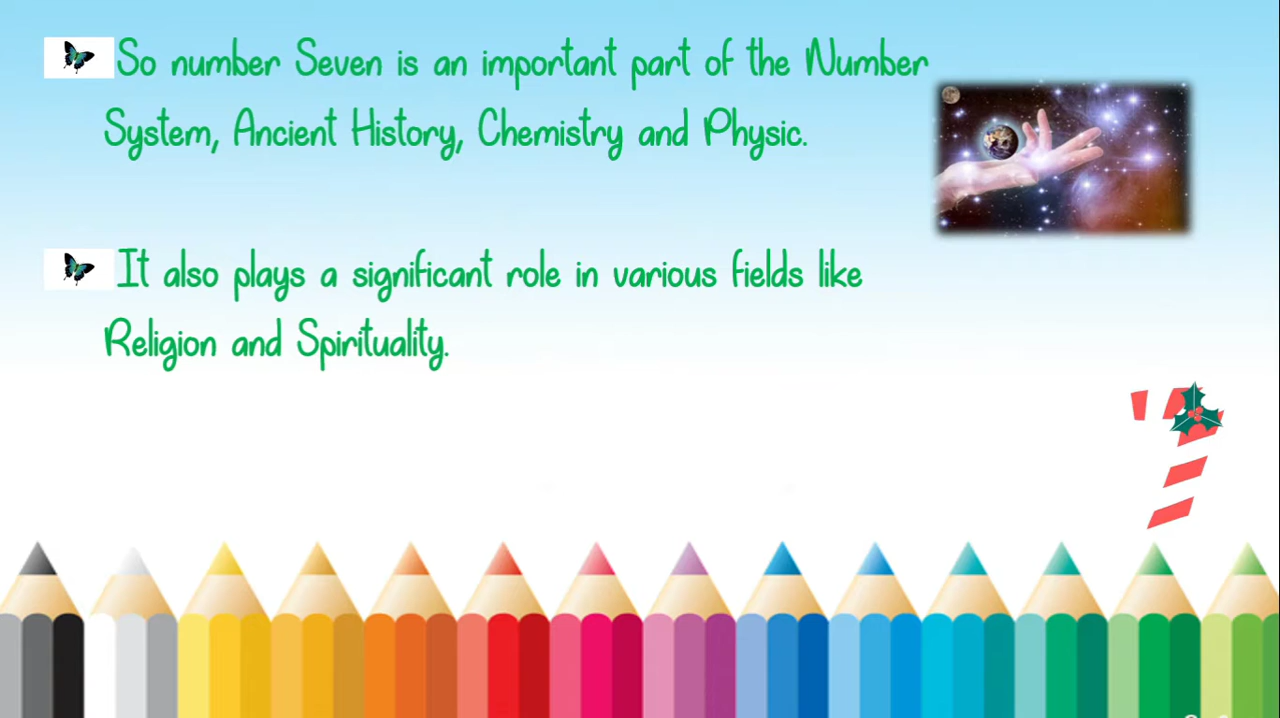 So number Seven is an important part of the Number
System, Ancient History, Chemistry and Physic.
It also plays a significant role in various fields like
Religion and Spirituality.